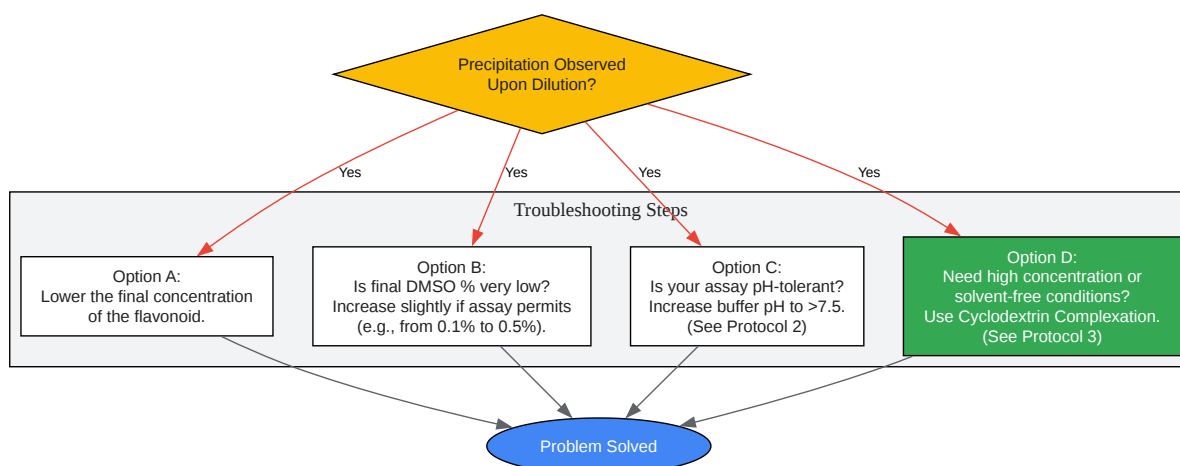 Precipitation Observed
Upon Dilution?
Yes
Yes
Yes
Yes
Troubleshooting Steps
Option A:
Lower the final concentration
of the flavonoid.
Option B:
Is final DMSO % very low?
Increase slightly if assay permits
(e.g., from 0.1% to 0.5%).
Option C:
Is your assay pH-tolerant?
Increase buffer pH to >7.5.
(See Protocol 2)
Option D:
Need high concentration or
solvent-free conditions?
Use Cyclodextrin Complexation.
(See Protocol 3)
Problem Solved